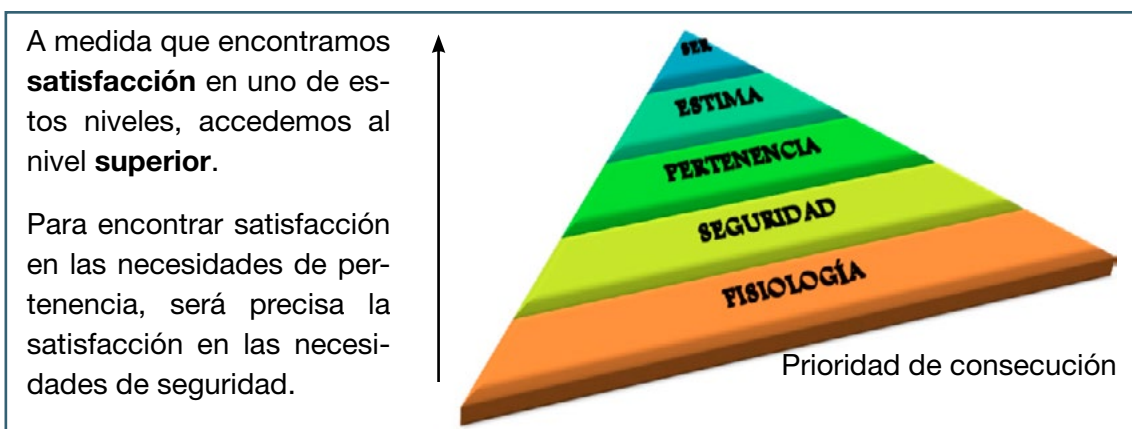 A medida que encontramos
satisfacción en uno de es-
tos niveles, accedemos al
nivel superior.
Para encontrar satisfacción
en las necesidades de per-
tenencia, será precisa la
satisfacción en las necesi-
dades de seguridad.
SER
ESTIMA
PERTENENCIA
SEGURIDAD
FISIOLOGÍA
Prioridad de consecución